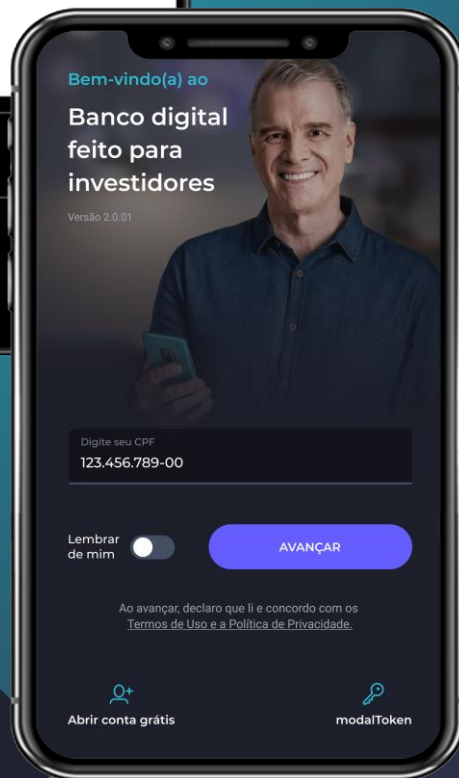 Bem-vindo(a) ao
Banco digital
feito para
investidores
Versão 2.0.01
Digite seu CPF
123.456.789-00
Lembrar
de mim
AVANÇAR
Ao avançar, declaro que li e concordo com os
Termos de Uso e a Política de Privacidade.
Abrir conta grátis
modalToken